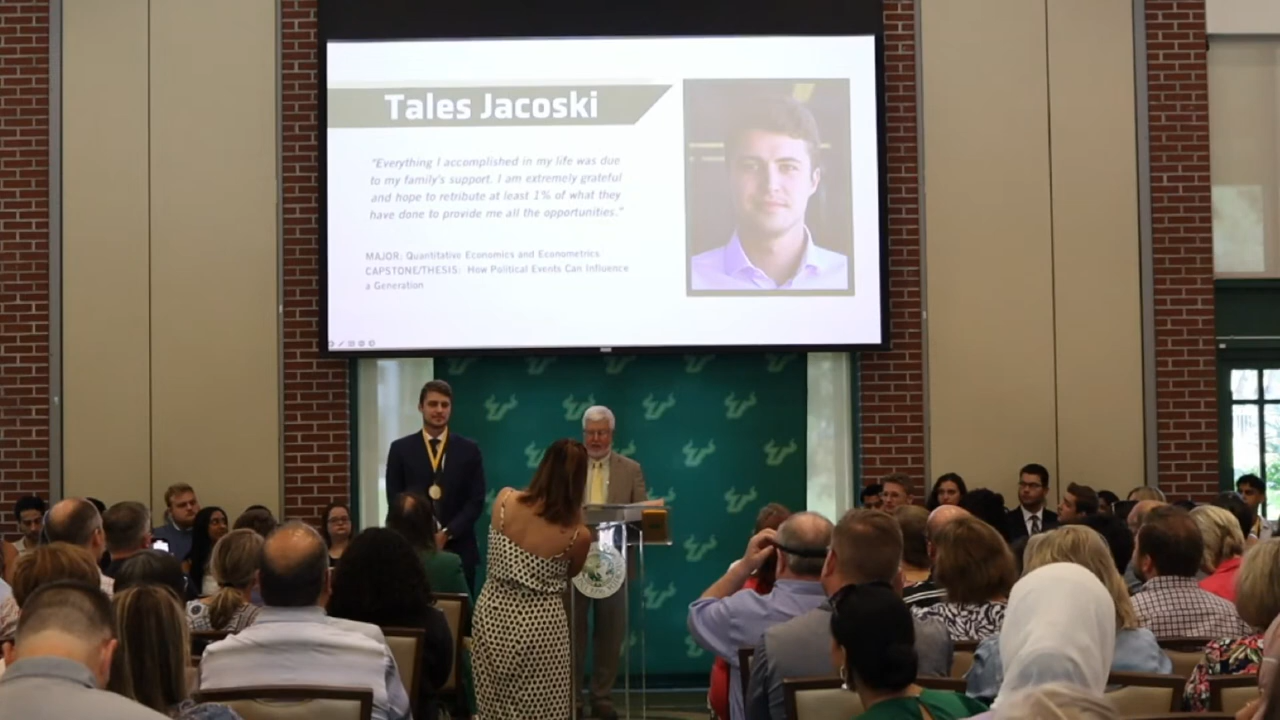 Tales Jacoski
"Everything I accomplished in my life was due
to my family's support. I am extremely grateful
and hope to retribute at least 1% of what they
have done to provide me all the opportunities."
MAJOR: Quantitative Economics and Econometrics
CAPSTONE/THESIS: How Political Events Can Influence
a Generation